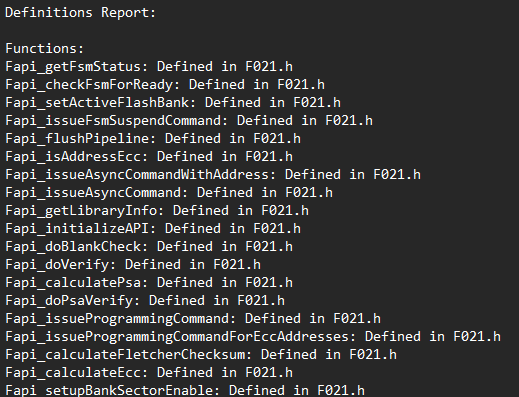 Definitions Report:
Functions:
Fapi_getFsmStatus: Defined in F021.h
Fapi_checkFsmForReady: Defined in F021.h
Fapi_setActiveFlashBank: Defined in F021.h
Fapi_issueFsmSuspendCommand: Defined in F021.h
Fapi_flushPipeline: Defined in F021.h
Fapi_isAddressEcc: Defined in F021.h
Fapi_issueAsyncCommandWithAddress: Defined in F021.h
Fapi_issueAsyncCommand: Defined in F021.h
Fapi_getLibraryInfo: Defined in F021.h
Fapi_initializeAPI: Defined in F021.h
Fapi_doBlankCheck: Defined in F021.h
Fapi_doVerify: Defined in F021.h
Fapi_calculatePsa: Defined in F021.h
Fapi_doPsaVerify: Defined in F021.h
Fapi_issueProgrammingCommand: Defined in F021.h
Fapi_issueProgrammingCommandForEccAddresses: Defined in F021.h
Fapi_calculateFletcherChecksum: Defined in F021.h
Fapi_calculateEcc: Defined in F021.h
Fapi_setupBankSectorEnable: Defined in F021.h